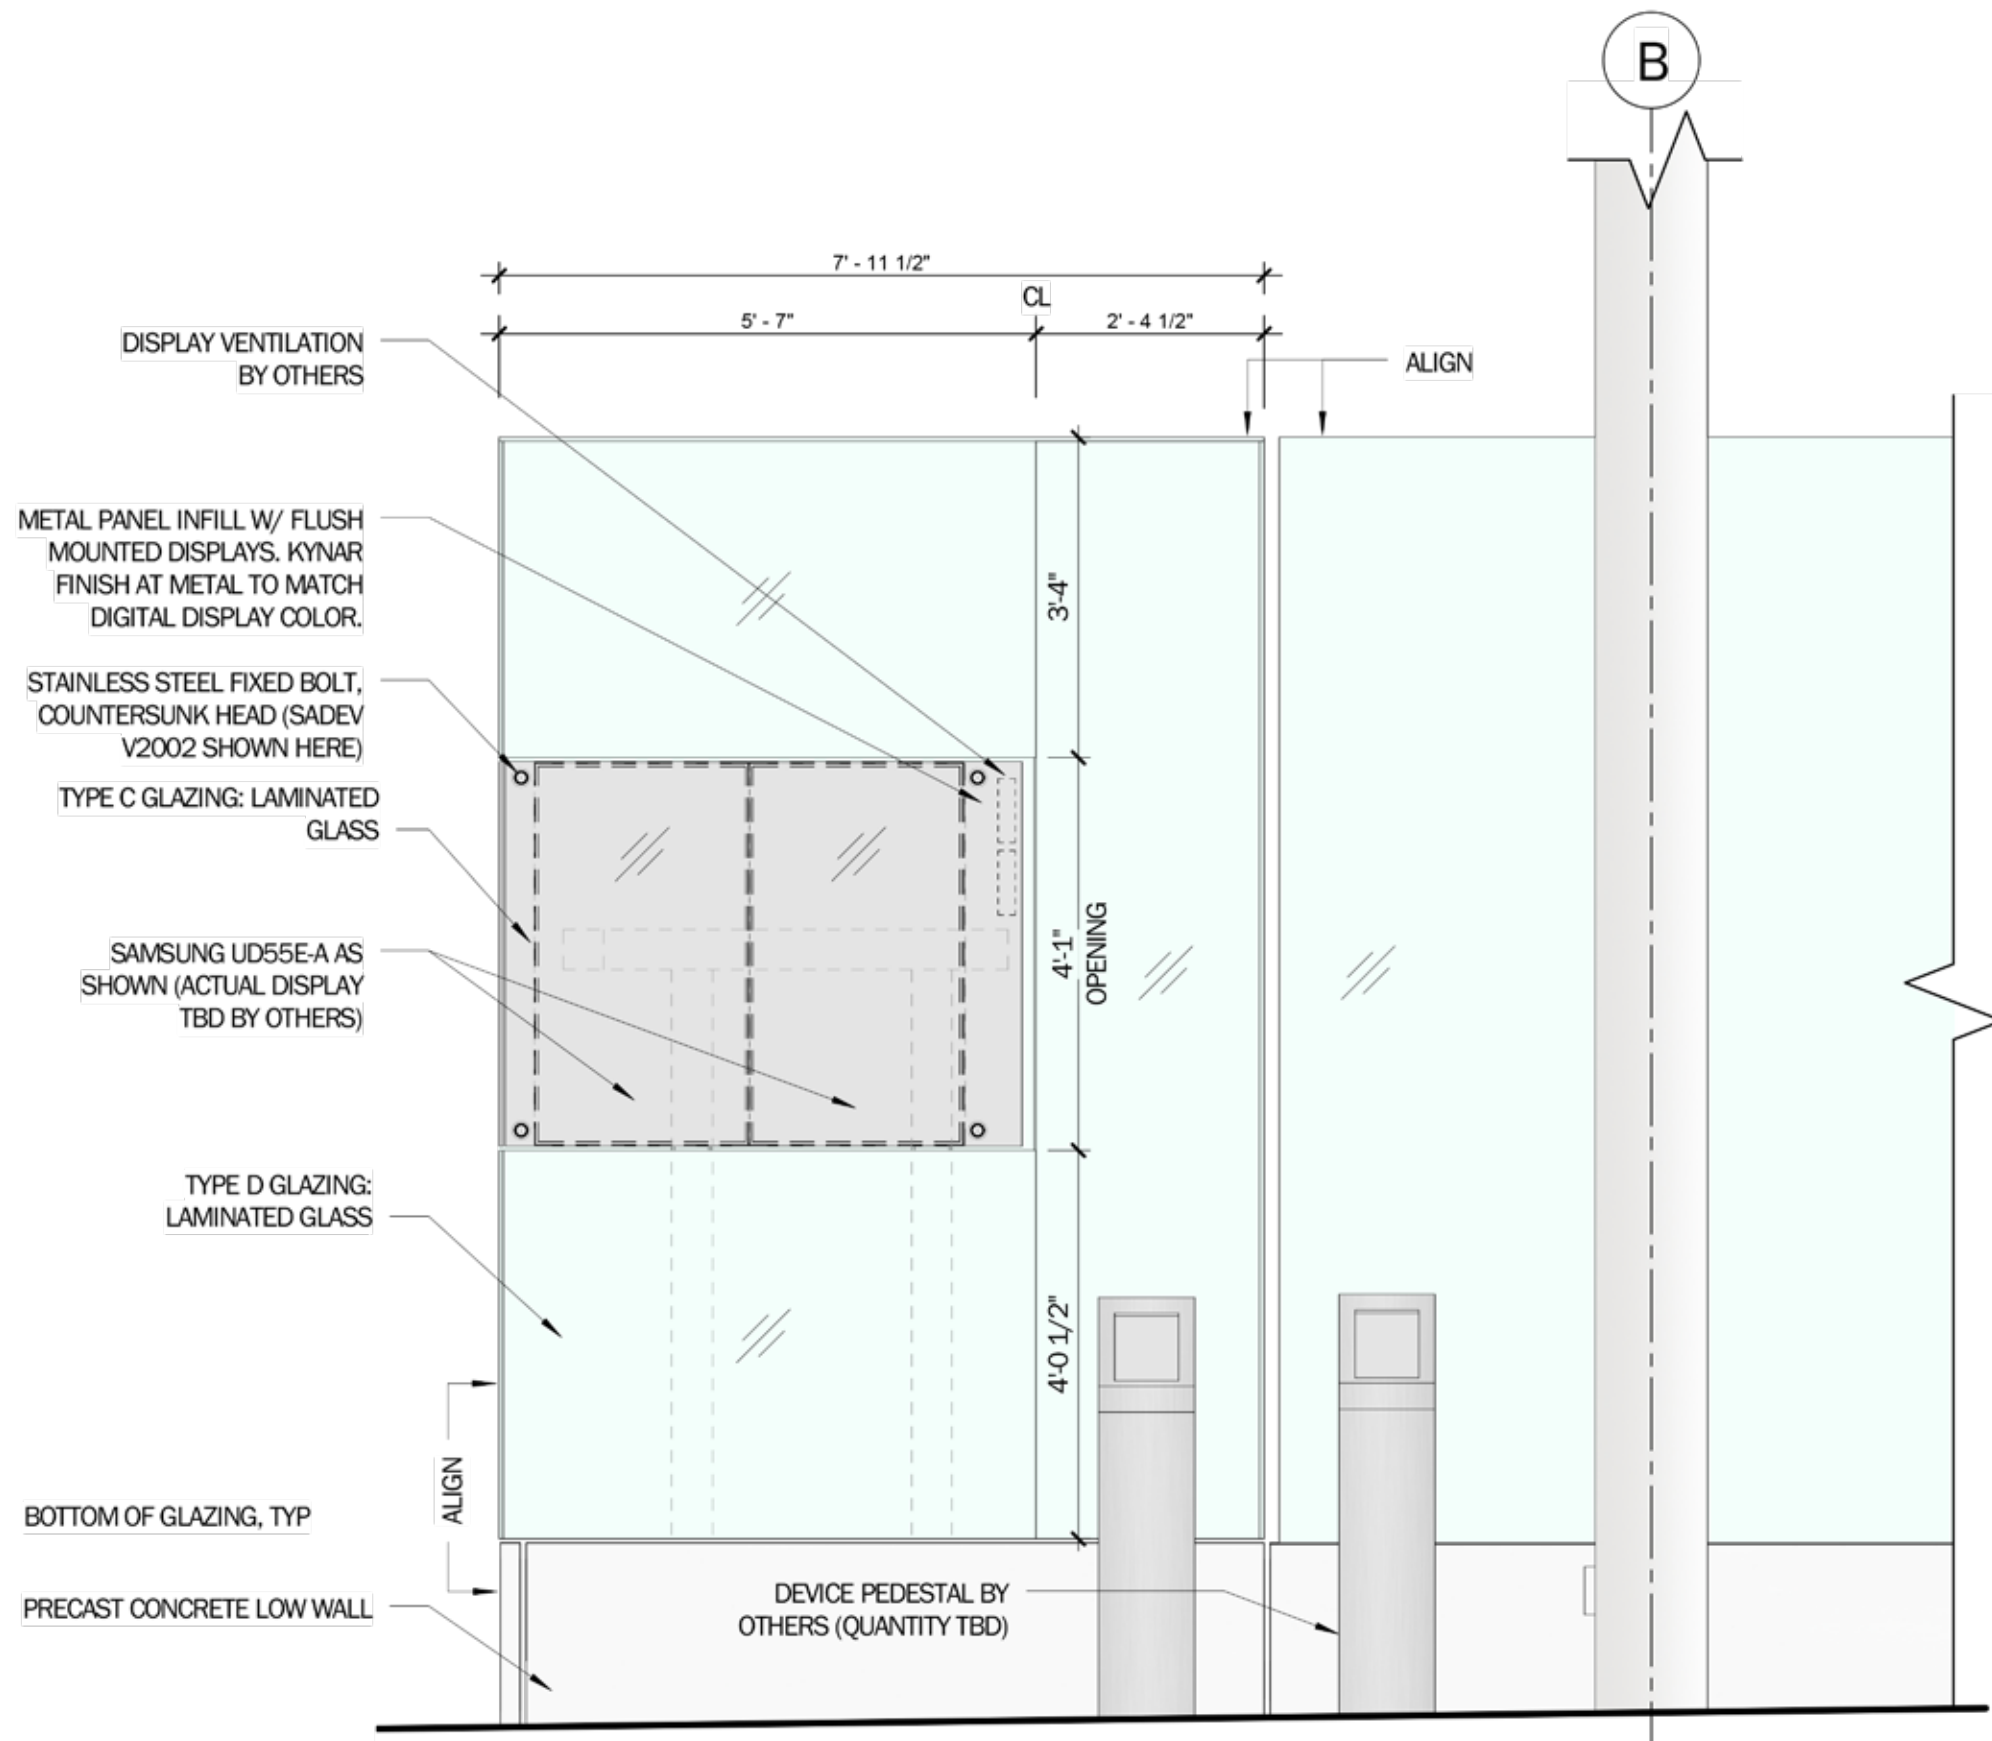 B
7' - 11 1/2"
CL
5' - 7"
2' - 4 1/2"
DISPLAY VENTILATION
BY OTHERS
ALIGN
METAL PANEL INFILL W/ FLUSH
MOUNTED DISPLAYS. KYNAR
FINISH AT METAL TO MATCH
DIGITAL DISPLAY COLOR.
3'-4"
STAINLESS STEEL FIXED BOLT,
COUNTERSUNK HEAD (SADEV
V2002 SHOWN HERE)
TYPE C GLAZING: LAMINATED
GLASS
4'-1"
OPENING
SAMSUNG UD55E-A AS
SHOWN (ACTUAL DISPLAY
TBD BY OTHERS)
TYPE D GLAZING:
LAMINATED GLASS
4'-0 1/2"
ALIGN
BOTTOM OF GLAZING, TYP
PRECAST CONCRETE LOW WALL
DEVICE PEDESTAL BY
OTHERS (QUANTITY TBD)